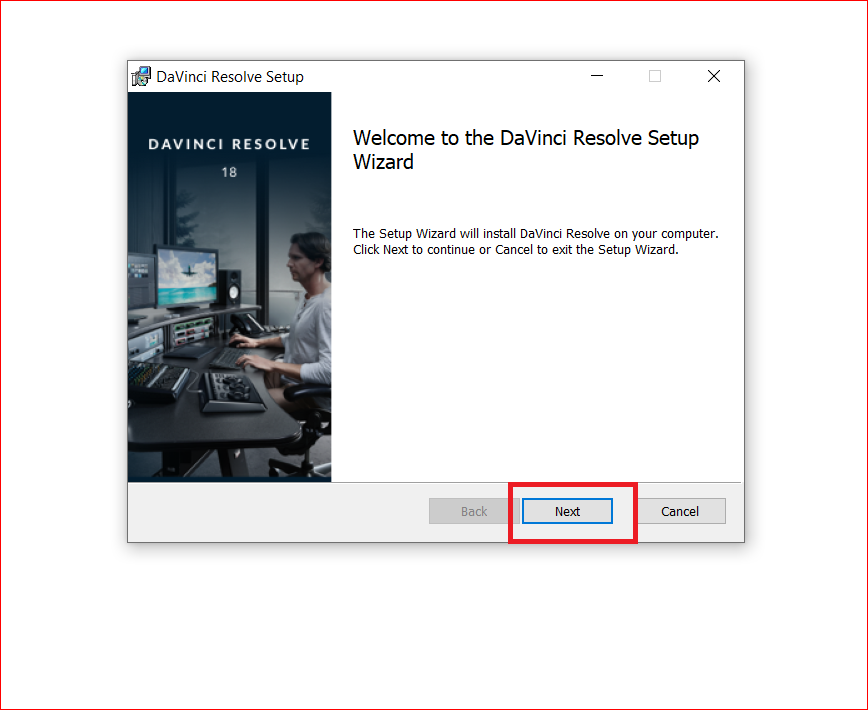 DaVinci Resolve Setup
DAVINCI RESOLVE
18
Welcome to the DaVinci Resolve Setup
Wizard
The Setup Wizard will install DaVinci Resolve on your computer.
Click Next to continue or Cancel to exit the Setup Wizard.
Back
Next
Cancel